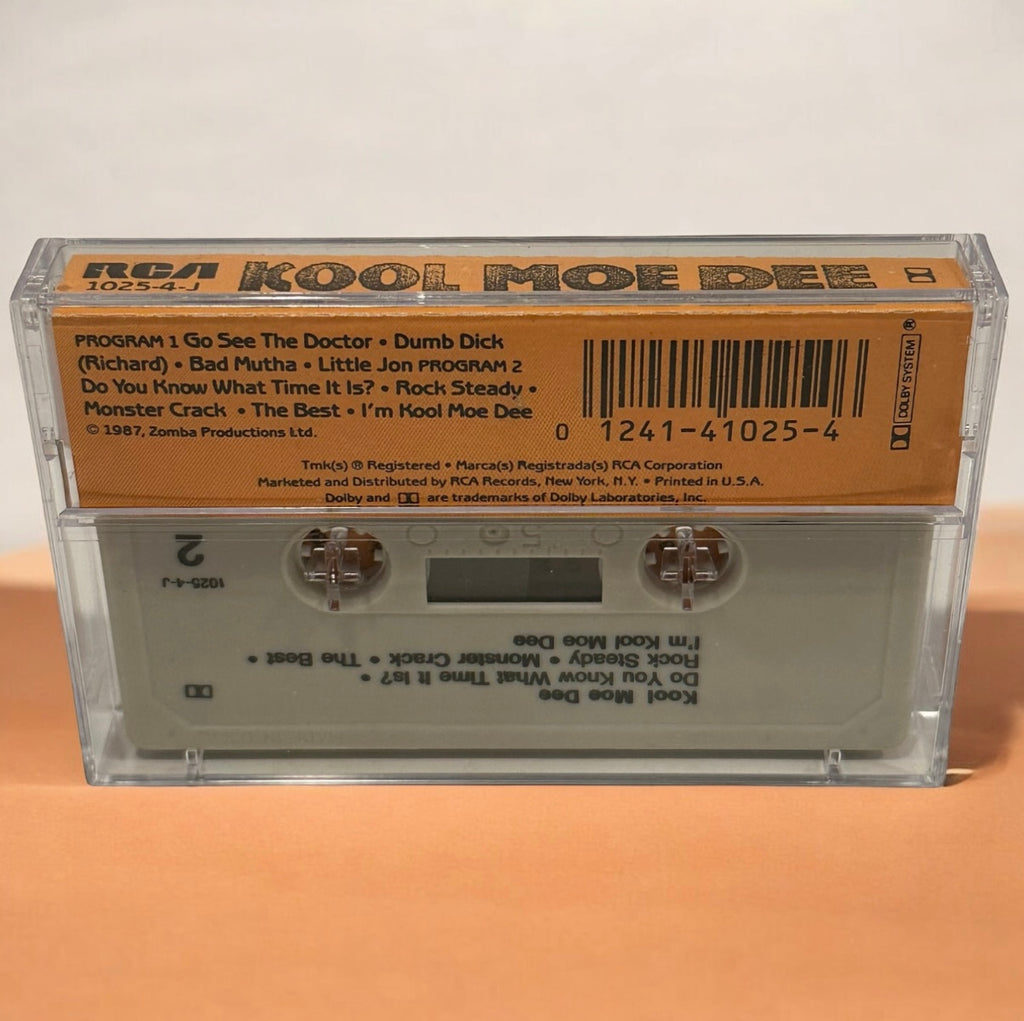 RCA KOOL MOE DEE
1025-4-J
PROGRAM 1 Go See The Doctor • Dumb Dick
(Richard) • Bad Mutha • Little Jon PROGRAM 2
Do You Know What Time It Is? • Rock Steady •
Monster Crack • The Best • I'm Kool Moe Dee
© 1987, Zomba Productions Ltd.
0 1241-41025-4
DOLBY SYSTEM ®
Tmk(s) ® Registered • Marca(s) Registrada(s) RCA Corporation
Marketed and Distributed by RCA Records, New York, N.Y. • Printed in U.S.A.
Dolby and are trademarks of Dolby Laboratories, Inc.
Kool Moe Dee
Do You Know What Time It Is? •
Rock Steady • Monster Crack • The Best •
I'm Kool Moe Dee
1025-4-J
2
50